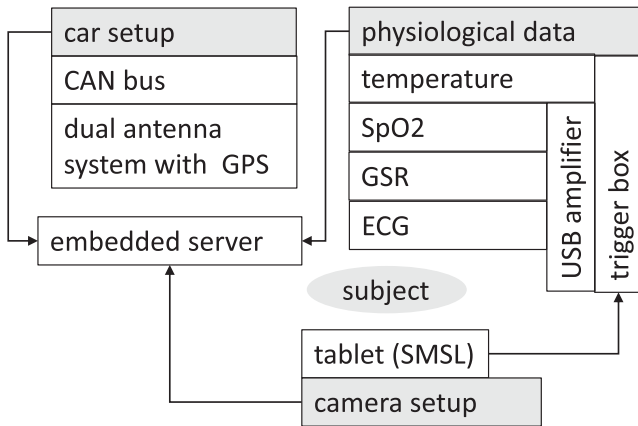 car setup
CAN bus
dual antenna
system with GPS
embedded server
physiological data
temperature
SpO2
GSR
ECG
USB amplifier
trigger box
subject
tablet (SMSL)
camera setup